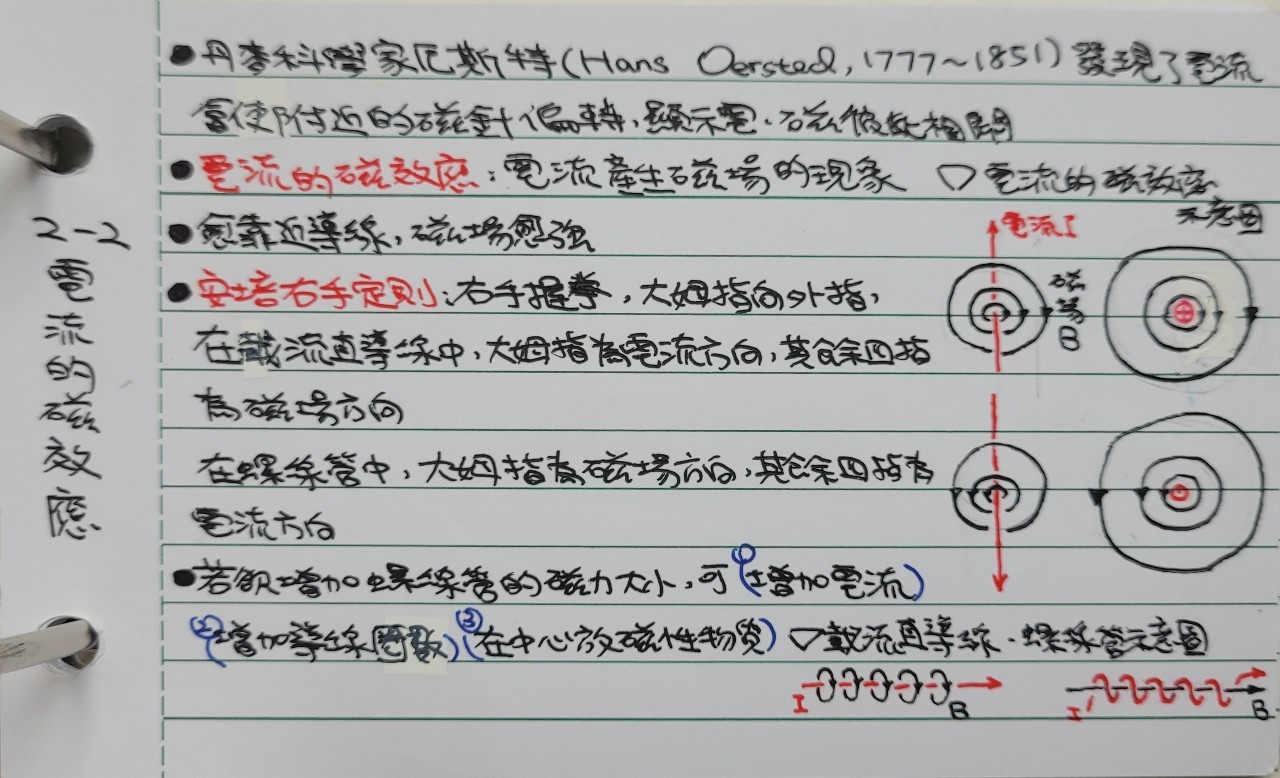 2-2 電流的磁效應
●丹麥科學家厄斯特(Hans Oersted, 1777~1851)發現了電流
會使附近的磁針偏轉,顯示電、磁彼此相關
●電流的磁效應:電流產生磁場的現象
▽電流的磁效應
示意圖
●愈靠近導線,磁場愈強
電流I
磁場B
●安培右手定則:右手握拳,大姆指向外指,
在載流直導線中,大姆指為電流方向,其餘四指
為磁場方向
在螺線管中,大姆指為磁場方向,其餘四指為
電流方向
●若欲增加螺線管的磁力大小,可(①增加電流)
(②增加導線圈數)(③在中心放磁性物質)
▽載流直導線、螺線管示意圖
I B
I B